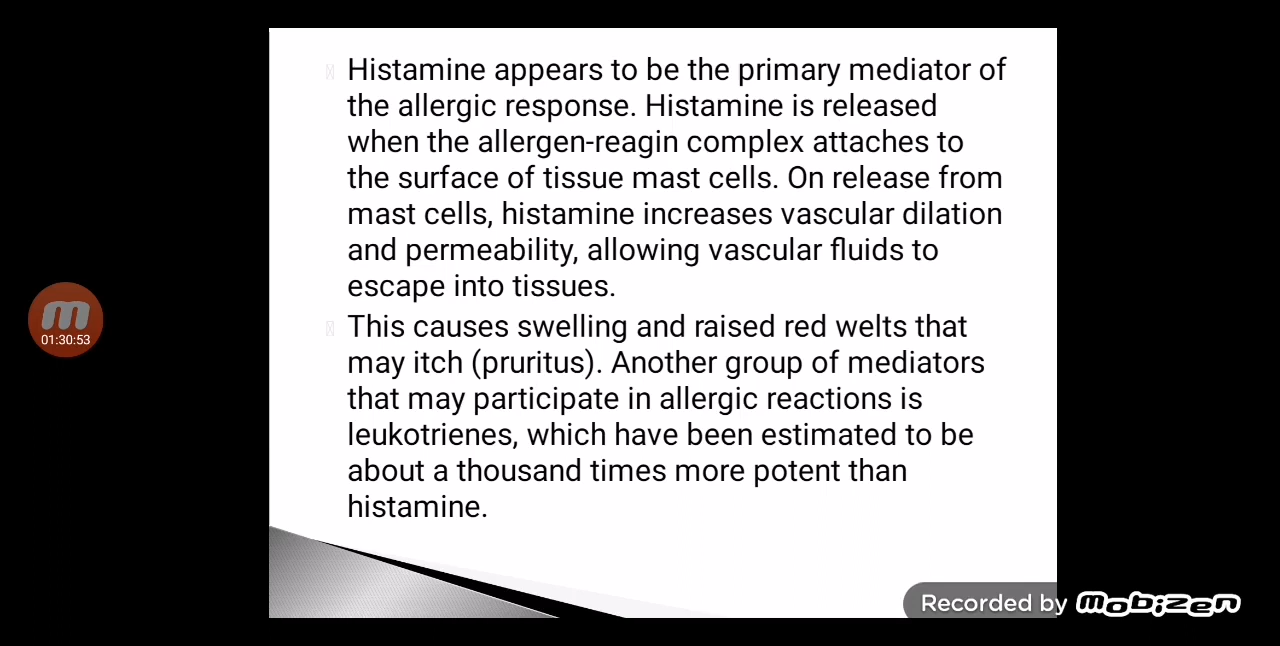 Histamine appears to be the primary mediator of
the allergic response. Histamine is released
when the allergen-reagin complex attaches to
the surface of tissue mast cells. On release from
mast cells, histamine increases vascular dilation
and permeability, allowing vascular fluids to
escape into tissues.
This causes swelling and raised red welts that
may itch (pruritus). Another group of mediators
that may participate in allergic reactions is
leukotrienes, which have been estimated to be
about a thousand times more potent than
histamine.
m
01:30:53
Recorded by mobizen